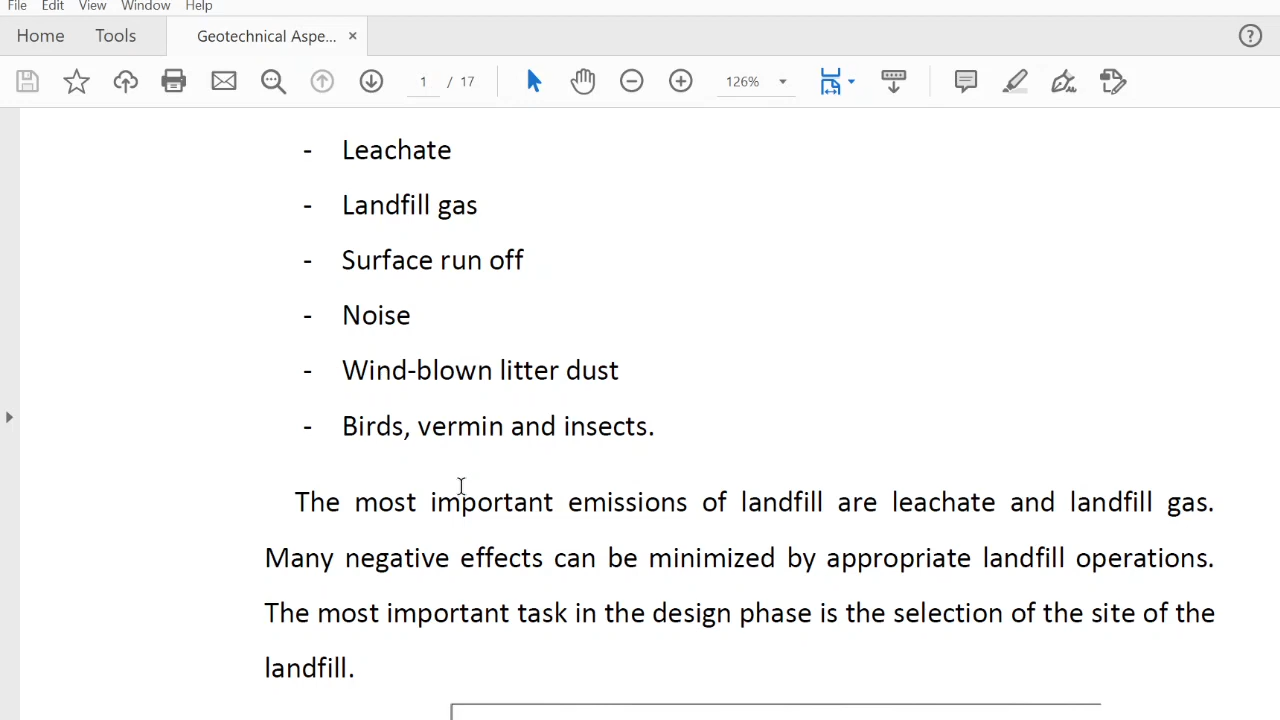 File Edit View Window Help
Home Tools Geotechnical Aspe... ×
1 / 17 126%
- Leachate
- Landfill gas
- Surface run off
- Noise
- Wind-blown litter dust
- Birds, vermin and insects.
The most important emissions of landfill are leachate and landfill gas.
Many negative effects can be minimized by appropriate landfill operations.
The most important task in the design phase is the selection of the site of the
landfill.